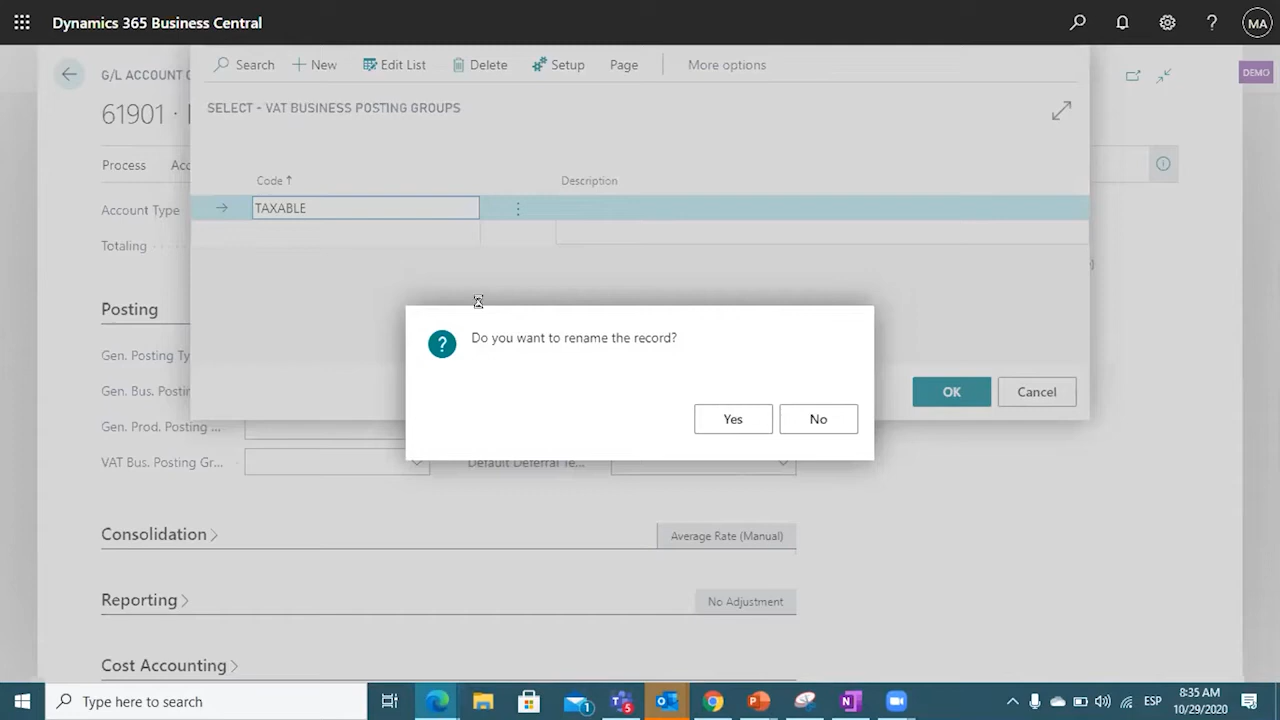 Dynamics 365 Business Central
MA
G/L ACCOUNT C
61901 ·
Process Acc
Search New Edit List Delete Setup Page More options
DEMO
SELECT - VAT BUSINESS POSTING GROUPS
Code ↑ Description
TAXABLE
Account Type
Totaling
Posting
Gen. Posting Ty
Gen. Bus. Postin
Gen. Prod. Posting ...
VAT Bus. Posting Gr...
Default Deferral Te...
Do you want to rename the record?
Yes No
OK Cancel
Consolidation
Average Rate (Manual)
Reporting
No Adjustment
Cost Accounting
Type here to search
1
5
ESP
8:35 AM
10/29/2020